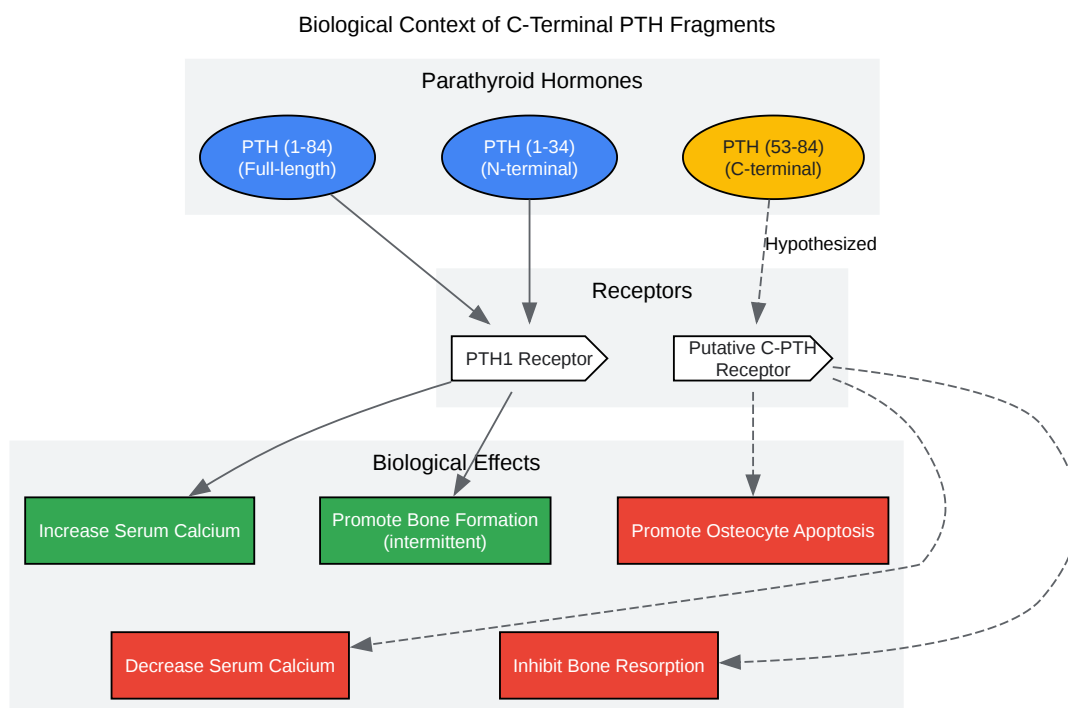 Biological Context of C-Terminal PTH Fragments
Parathyroid Hormones
PTH (1-84)
(Full-length)
PTH (1-34)
(N-terminal)
PTH (53-84)
(C-terminal)
Hypothesized
Receptors
PTH1 Receptor
Putative C-PTH
Receptor
Biological Effects
Increase Serum Calcium
Promote Bone Formation
(intermittent)
Promote Osteocyte Apoptosis
Decrease Serum Calcium
Inhibit Bone Resorption